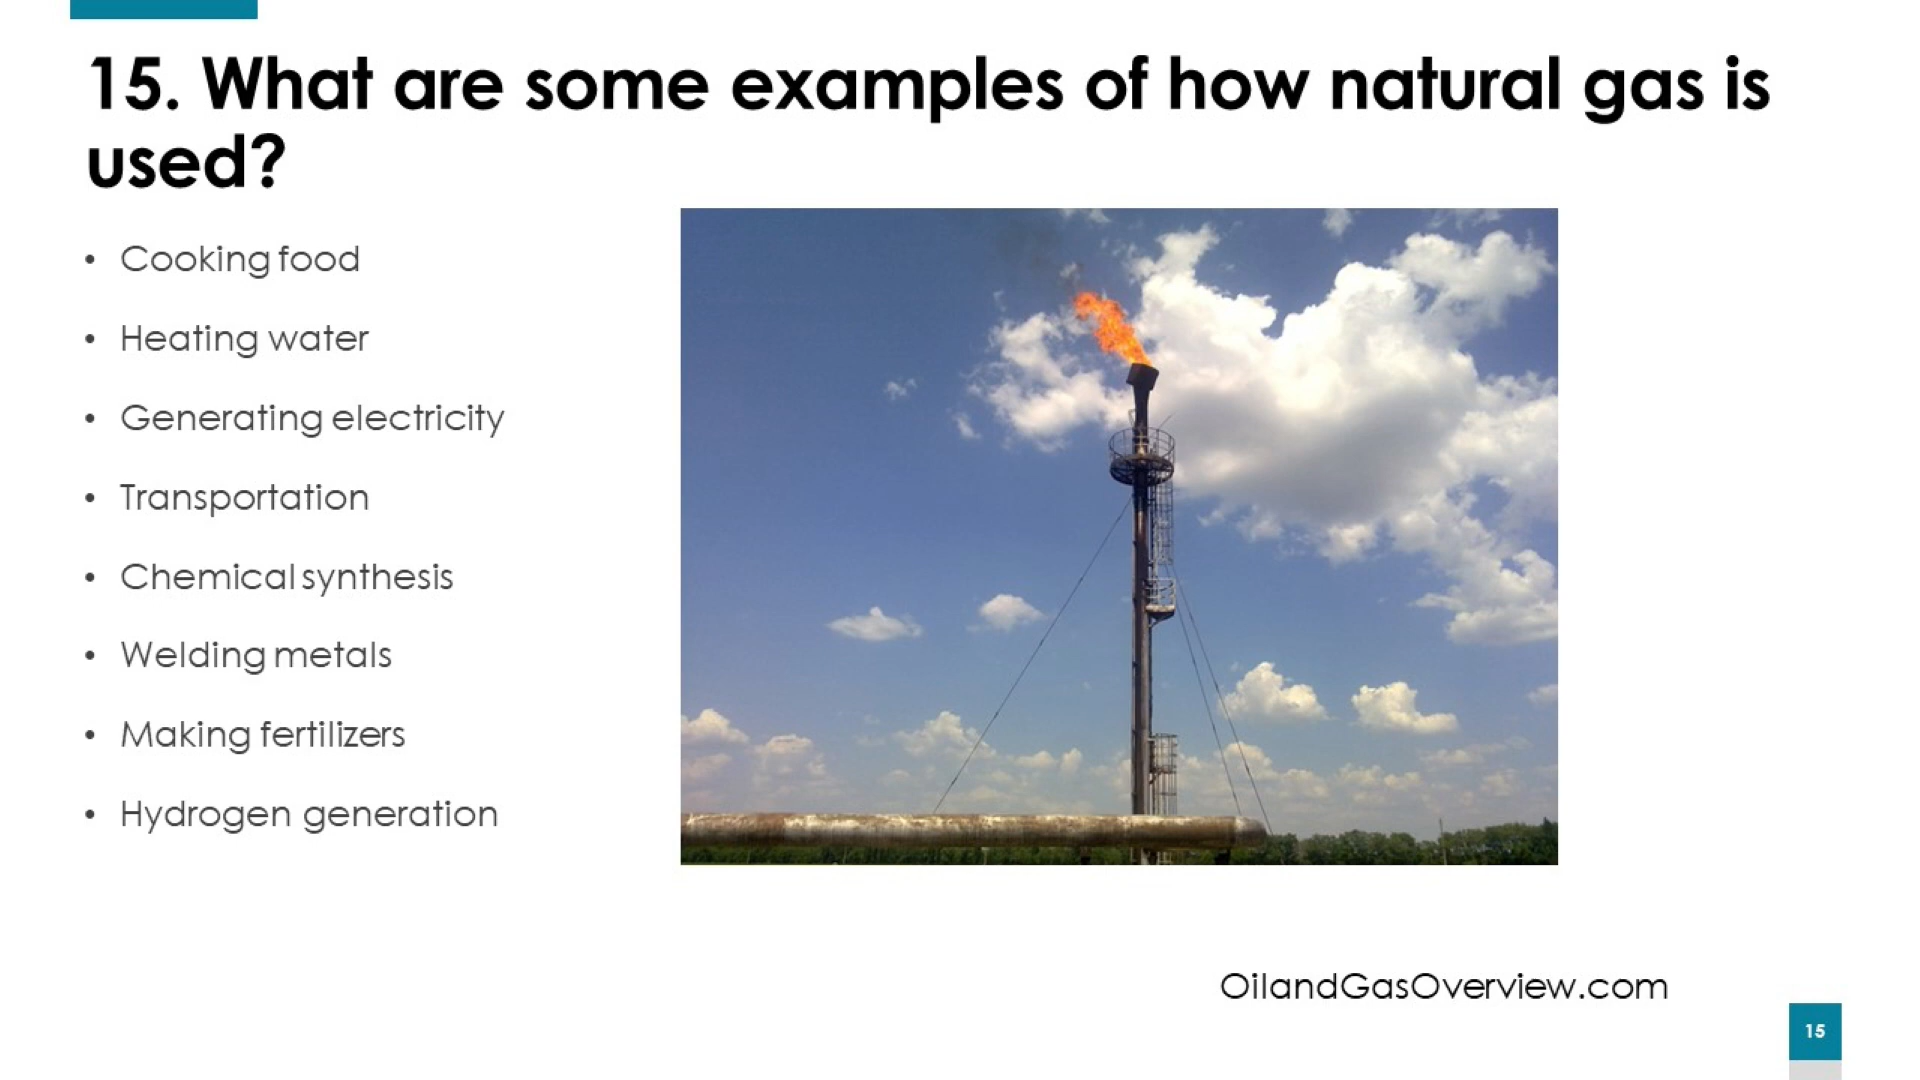 15. What are some examples of how natural gas is
used?
• Cooking food
• Heating water
• Generating electricity
• Transportation
• Chemical synthesis
• Welding metals
• Making fertilizers
• Hydrogen generation
OilandGasOverview.com
15